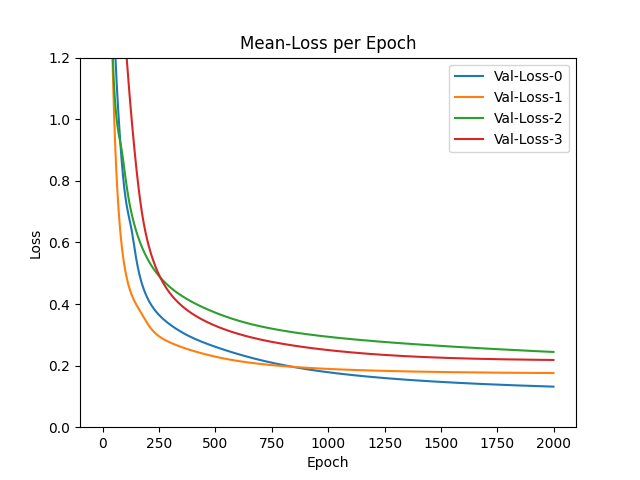 Mean-Loss per Epoch
Val-Loss-0
Val-Loss-1
Val-Loss-2
Val-Loss-3
Loss
1.2
1.0
0.8
0.6
0.4
0.2
0.0
0 250 500 750 1000 1250 1500 1750 2000
Epoch